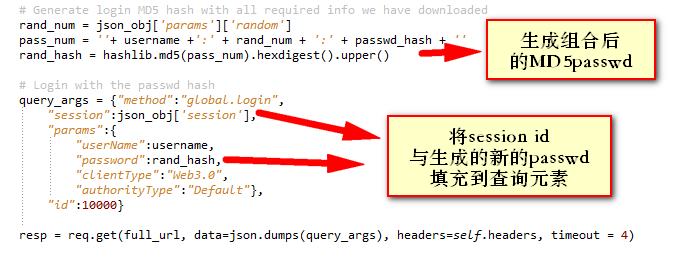 # Generate login MD5 hash with all required info we have downloaded
rand_num = json_obj['params']['random']
pass_num = ''+ username +':' + rand_num + ':' + passwd_hash + ''
rand_hash = hashlib.md5(pass_num).hexdigest().upper()
生成组合后
的MD5passwd
# Login with the passwd hash
query_args = {"method":"global.login",
"session":json_obj['session'],
"params":{
"userName":username,
"password":rand_hash,
"clientType":"Web3.0",
"authorityType":"Default"},
"id":10000}
将session id
与生成的新的passwd
填充到查询元素
resp = req.get(full_url, data=json.dumps(query_args), headers=self.headers, timeout = 4)